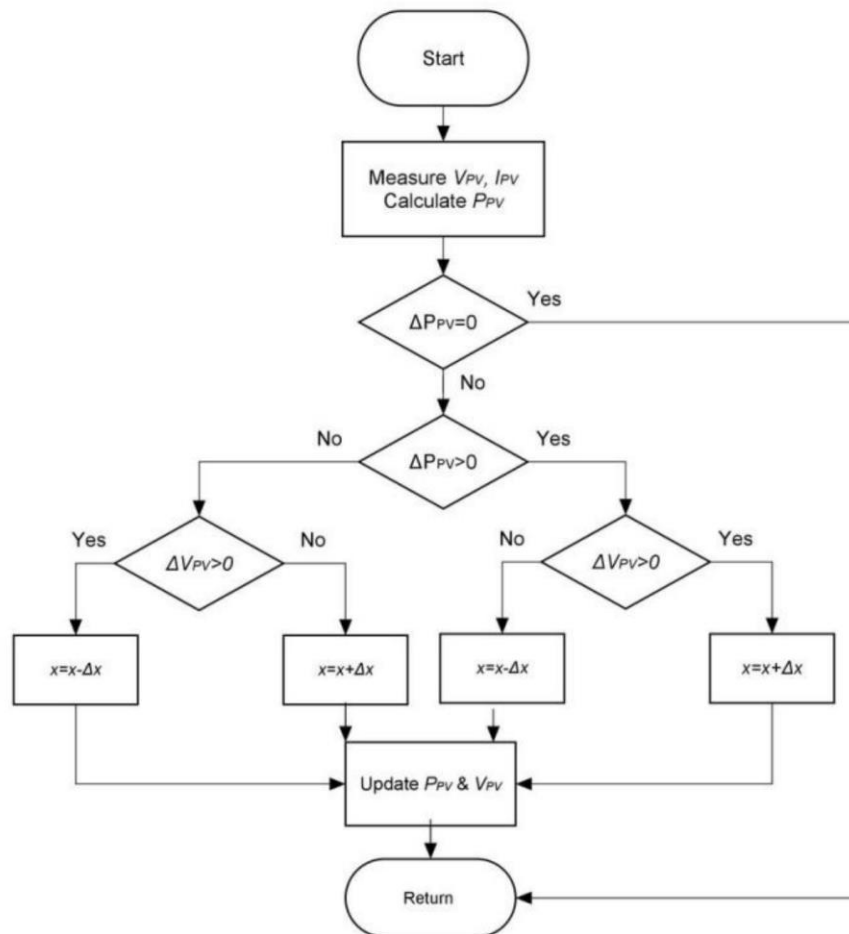 Start
Measure VPV, IPV
Calculate PPV
Yes
ΔPPV=0
No
No
Yes
ΔPPV>0
Yes
No
No
Yes
ΔVPV>0
ΔVPV>0
x=x-Δx
x=x+Δx
x=x-Δx
x=x+Δx
Update PPV & VPV
Return